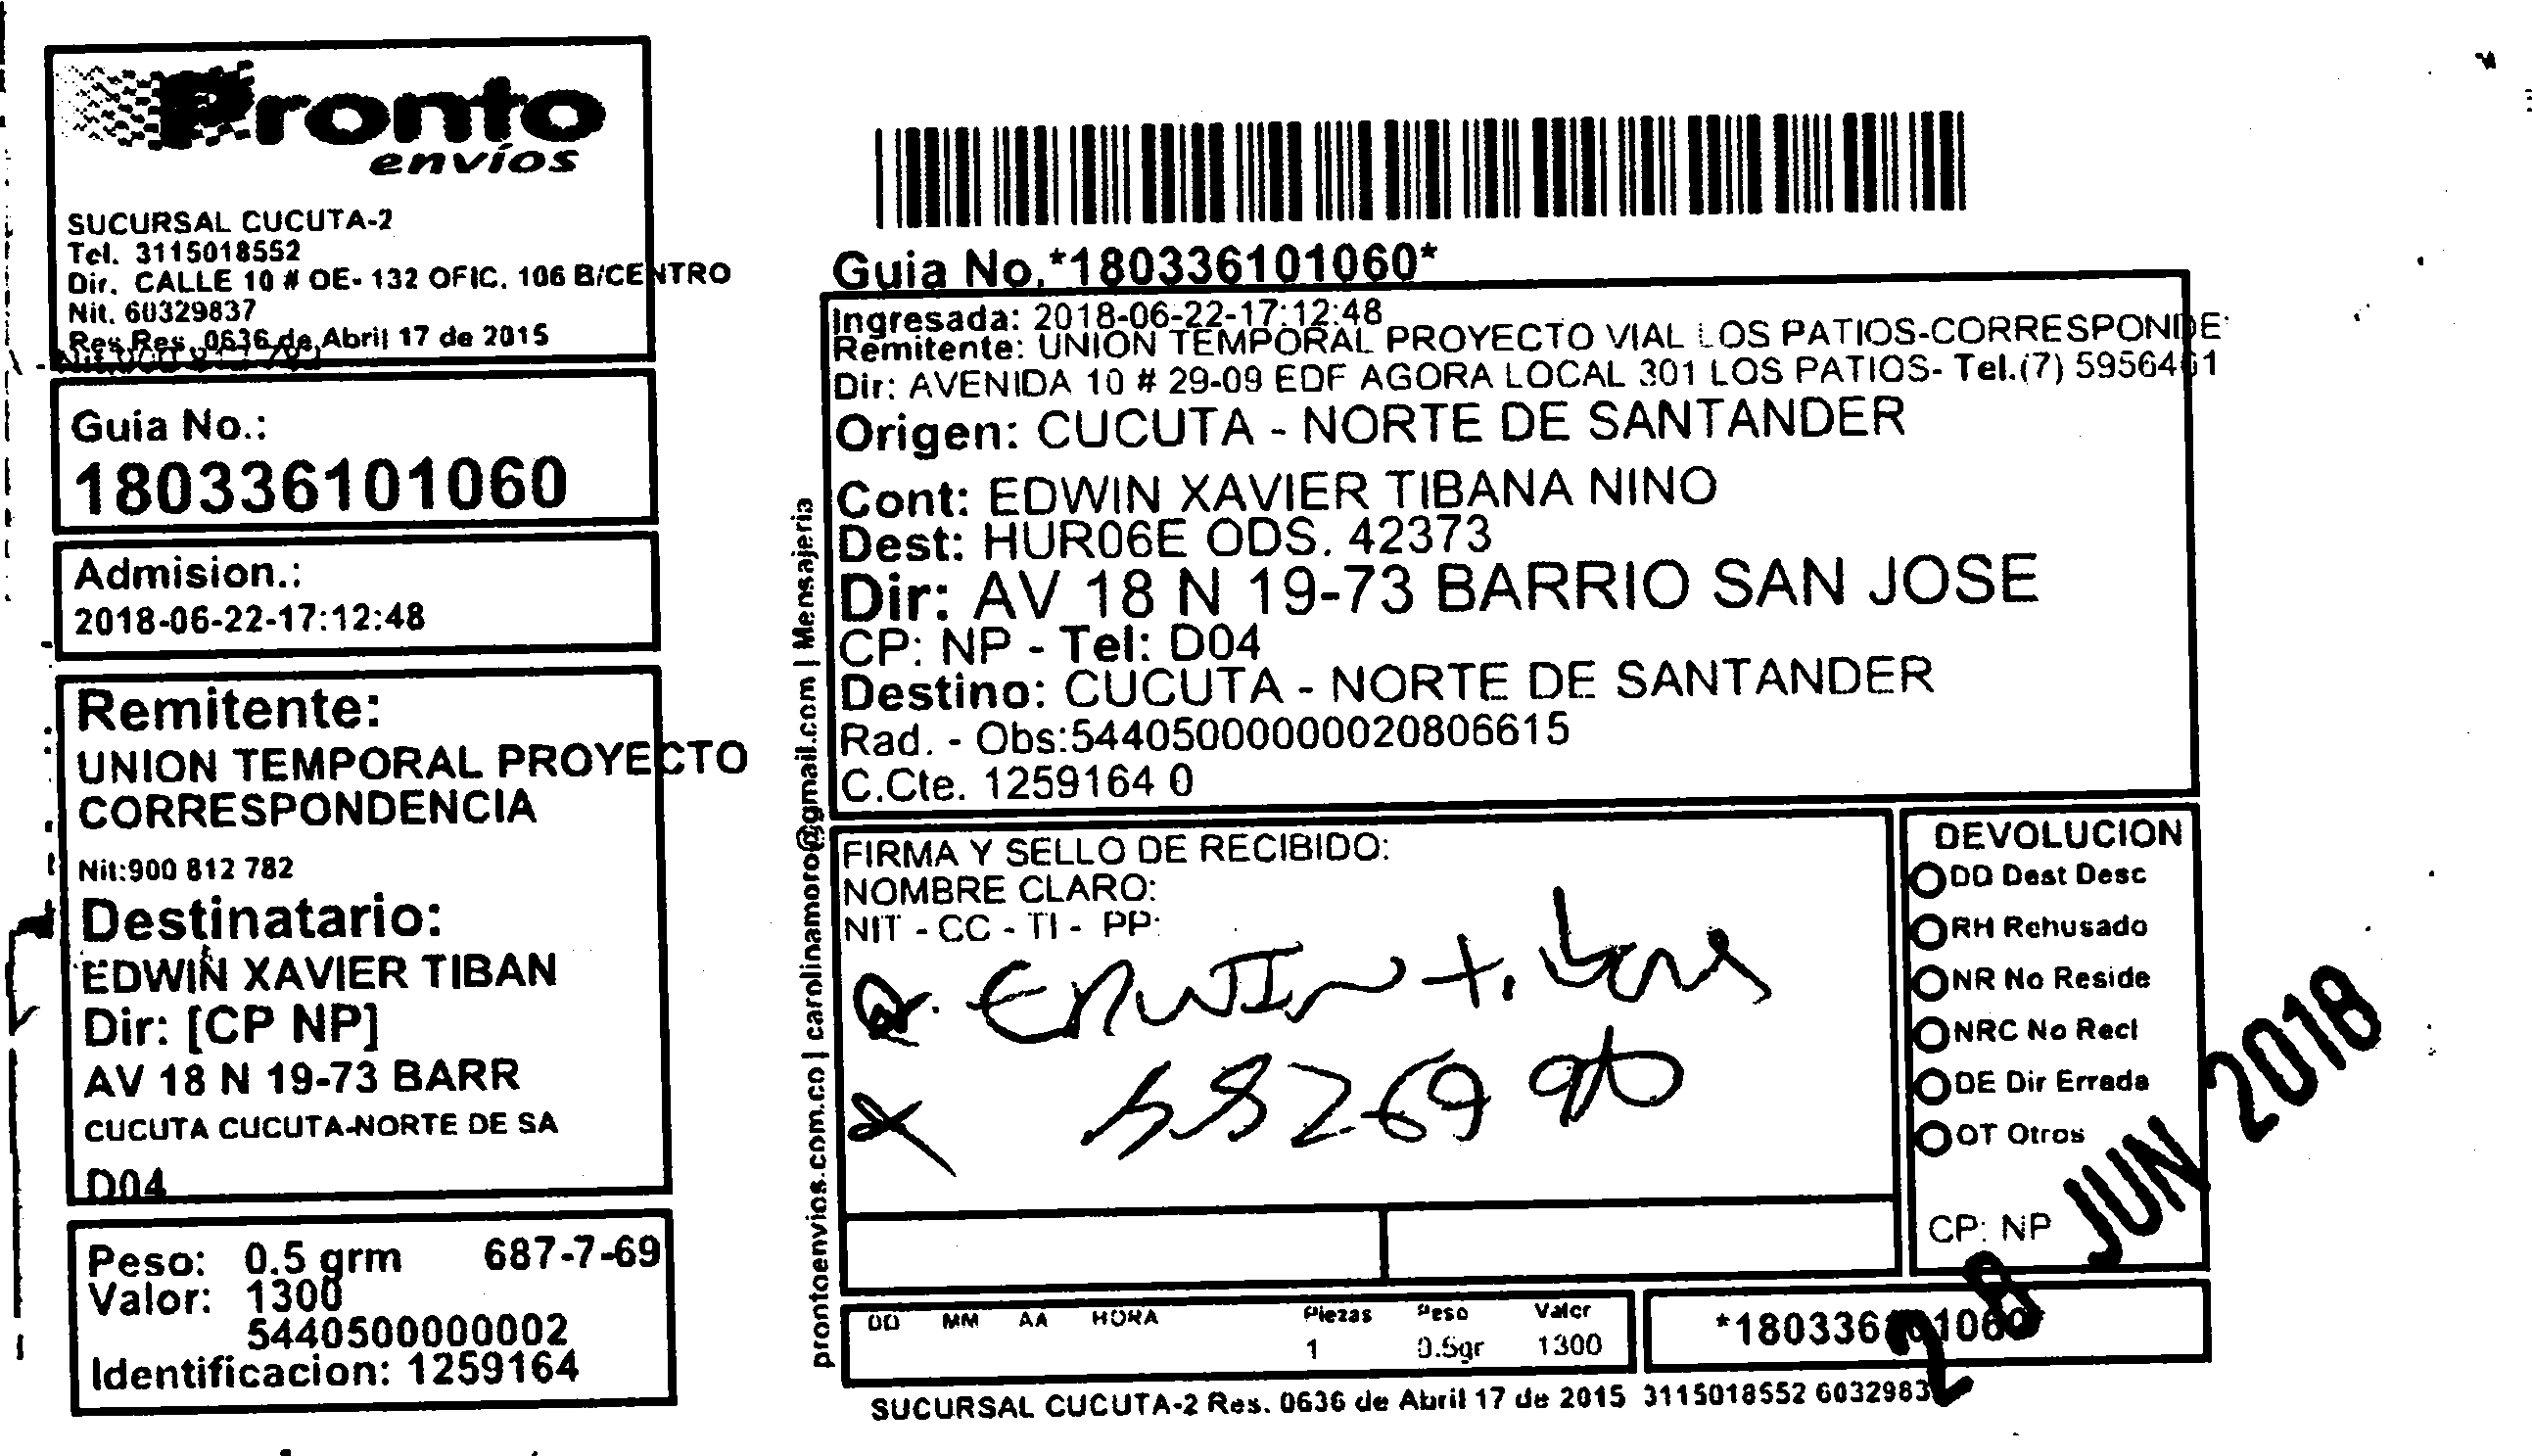 Pronto
envíos
SUCURSAL CUCUTA-2
Tel. 3115018552
Dir. CALLE 10 # OE- 132 OFIC. 106 B/CENTRO
Nit. 60329837
Res Res. 0636 de Abril 17 de 2015
Guia No.:
180336101060
Admision.:
2018-06-22-17:12:48
Remitente:
UNION TEMPORAL PROYECTO
CORRESPONDENCIA
Nit:900 812 782
Destinatario:
EDWIN XAVIER TIBAN
Dir: [CP NP]
AV 18 N 19-73 BARR
CUCUTA CUCUTA-NORTE DE SA
D04
Peso: 0.5 grm 687-7-69
Valor: 1300
5440500000002
Identificacion: 1259164
prontoenvios.com.co | carolinamoro@gmail.com | Mensajeria
Guia No.*180336101060*
Ingresada: 2018-06-22-17:12:48
Remitente: UNION TEMPORAL PROYECTO VIAL LOS PATIOS-CORRESPONDE
Dir: AVENIDA 10 # 29-09 EDF AGORA LOCAL 301 LOS PATIOS- Tel.(7) 5956461
Origen: CUCUTA - NORTE DE SANTANDER
Cont: EDWIN XAVIER TIBANA NINO
Dest: HUR06E ODS. 42373
Dir: AV 18 N 19-73 BARRIO SAN JOSE
CP: NP - Tel: D04
Destino: CUCUTA - NORTE DE SANTANDER
Rad. - Obs:544050000000020806615
C.Cte. 1259164 0
FIRMA Y SELLO DE RECIBIDO:
NOMBRE CLARO:
NIT - CC - TI - PP:
DEVOLUCION
DD Dest Desc
RH Rehusado
NR No Reside
NRC No Recl
DE Dir Errada
OT Otros
CP: NP
28 JUN 2018
DD MM AA HORA Piezas Peso Valor
1 0.5gr 1300
*180336101060*
SUCURSAL CUCUTA-2 Res. 0636 de Abril 17 de 2015 3115018552 6032983